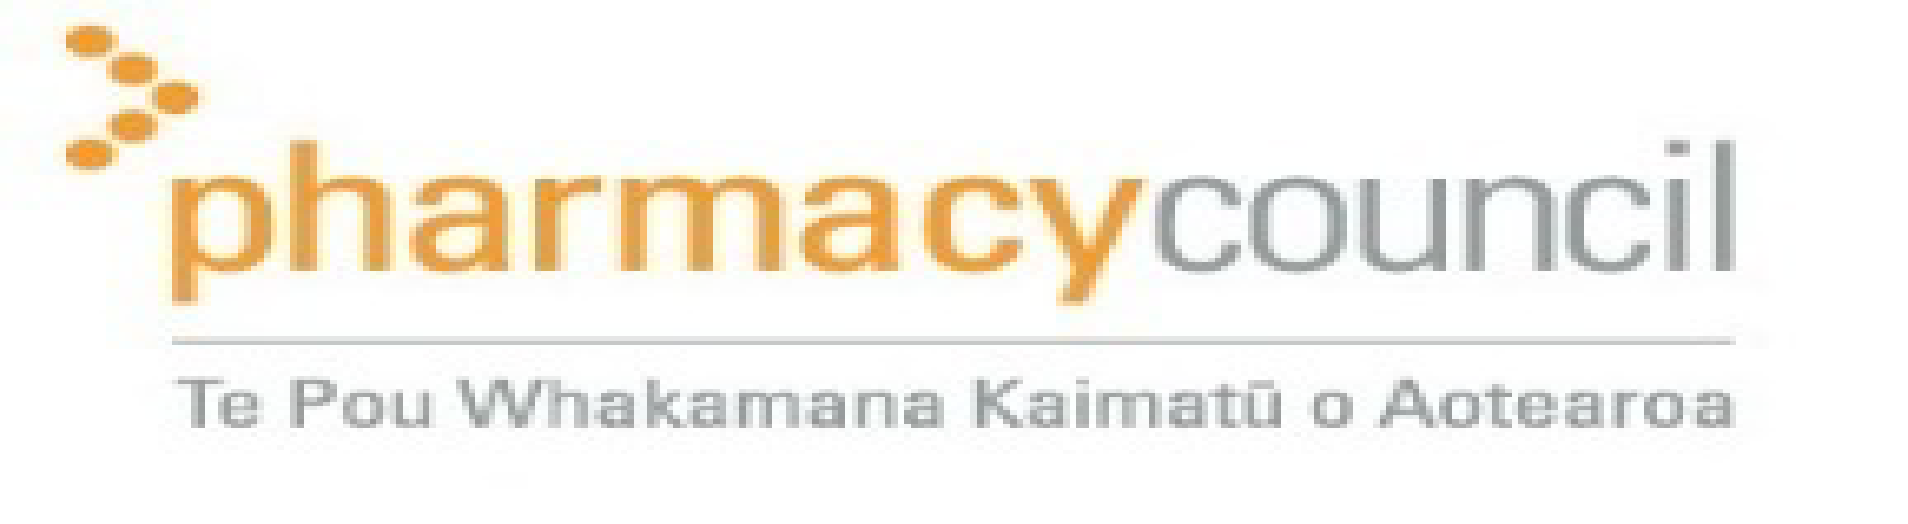 pharmacycouncil
Te Pou Whakamana Kaimatū o Aotearoa